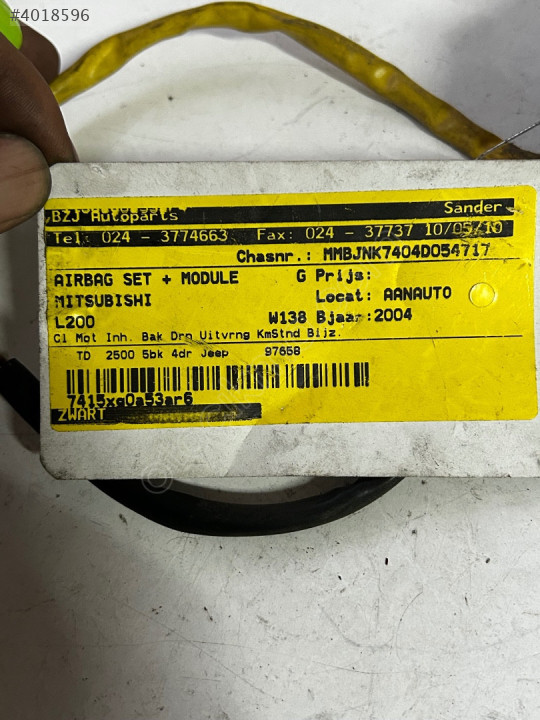 #4018596
BZJ Autoparts Sander
Tel: 024 - 3774663 Fax: 024 - 37737 10/05/10
Chasnr.: MMBJNK7404D054717
AIRBAG SET + MODULE G Prijs:
MITSUBISHI Locat: AANAUTO
L200 W138 Bjaar:2004
Cl Mot Inh. Bak Drn Uitvrng KmStnd Bijz.
TD 2500 5bk 4dr Jeep 97658
7415xg0a53ar6
ZWART